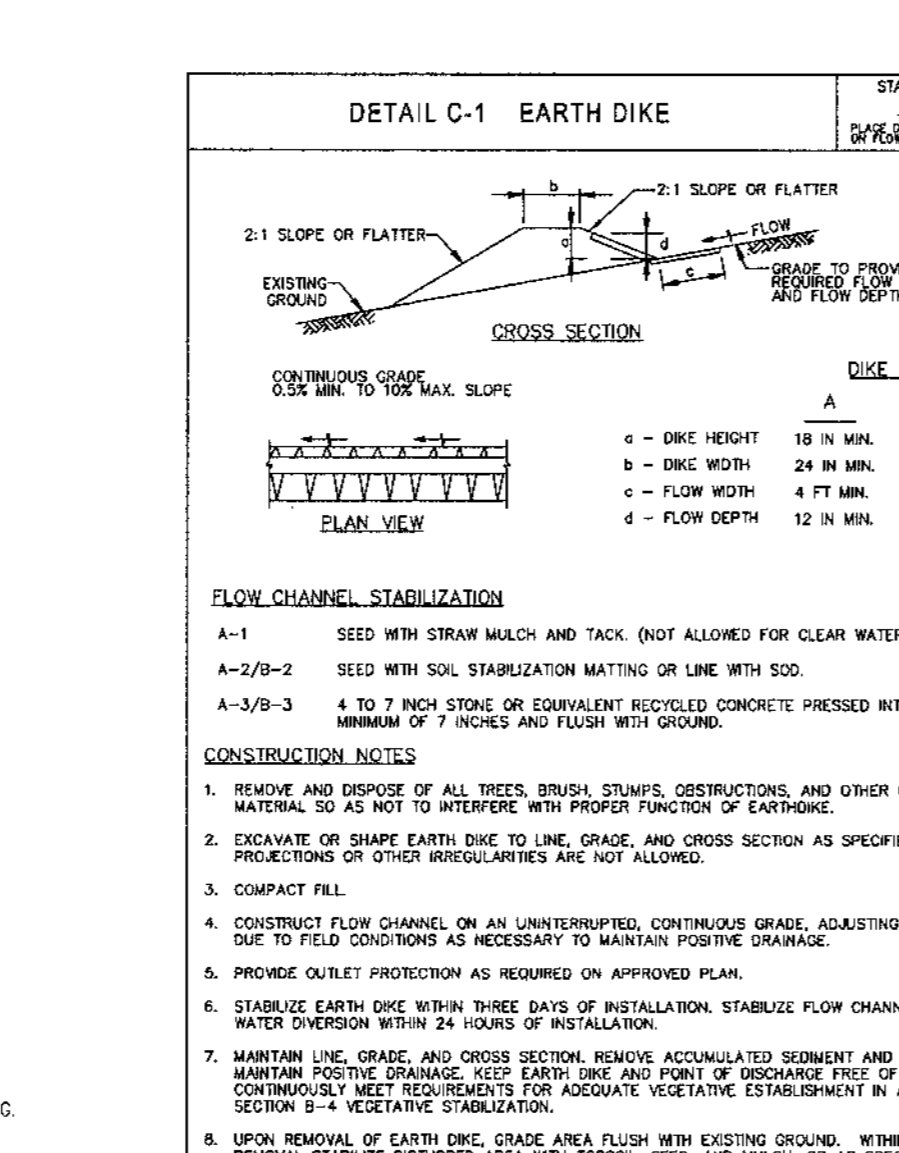 DETAIL C-1 EARTH DIKE
b
2:1 SLOPE OR FLATTER
2:1 SLOPE OR FLATTER
FLOW
a
d
c
EXISTING
GROUND
GRADE TO PROV
REQUIRED FLOW
AND FLOW DEPTH
CROSS SECTION
CONTINUOUS GRADE
0.5% MIN. TO 10% MAX. SLOPE
PLAN VIEW
DIKE
A
a – DIKE HEIGHT 18 IN MIN.
b – DIKE WIDTH 24 IN MIN.
c – FLOW WIDTH 4 FT MIN.
d – FLOW DEPTH 12 IN MIN.
FLOW CHANNEL STABILIZATION
A-1 SEED WITH STRAW MULCH AND TACK. (NOT ALLOWED FOR CLEAR WATER
A-2/B-2 SEED WITH SOIL STABILIZATION MATTING OR LINE WITH SOD.
A-3/B-3 4 TO 7 INCH STONE OR EQUIVALENT RECYCLED CONCRETE PRESSED INT
MINIMUM OF 7 INCHES AND FLUSH WITH GROUND.
CONSTRUCTION NOTES
1. REMOVE AND DISPOSE OF ALL TREES, BRUSH, STUMPS, OBSTRUCTIONS, AND OTHER
MATERIAL SO AS NOT TO INTERFERE WITH PROPER FUNCTION OF EARTHDIKE.
2. EXCAVATE OR SHAPE EARTH DIKE TO LINE, GRADE, AND CROSS SECTION AS SPECIFIE
PROJECTIONS OR OTHER IRREGULARITIES ARE NOT ALLOWED.
3. COMPACT FILL
4. CONSTRUCT FLOW CHANNEL ON AN UNINTERRUPTED, CONTINUOUS GRADE, ADJUSTING
DUE TO FIELD CONDITIONS AS NECESSARY TO MAINTAIN POSITIVE DRAINAGE.
5. PROVIDE OUTLET PROTECTION AS REQUIRED ON APPROVED PLAN.
6. STABILIZE EARTH DIKE WITHIN THREE DAYS OF INSTALLATION. STABILIZE FLOW CHANN
WATER DIVERSION WITHIN 24 HOURS OF INSTALLATION.
7. MAINTAIN LINE, GRADE, AND CROSS SECTION. REMOVE ACCUMULATED SEDIMENT AND
MAINTAIN POSITIVE DRAINAGE. KEEP EARTH DIKE AND POINT OF DISCHARGE FREE OF
CONTINUOUSLY MEET REQUIREMENTS FOR ADEQUATE VEGETATIVE ESTABLISHMENT IN
SECTION B-4 VEGETATIVE STABILIZATION.
G.
8. UPON REMOVAL OF EARTH DIKE, GRADE AREA FLUSH WITH EXISTING GROUND. WITHI